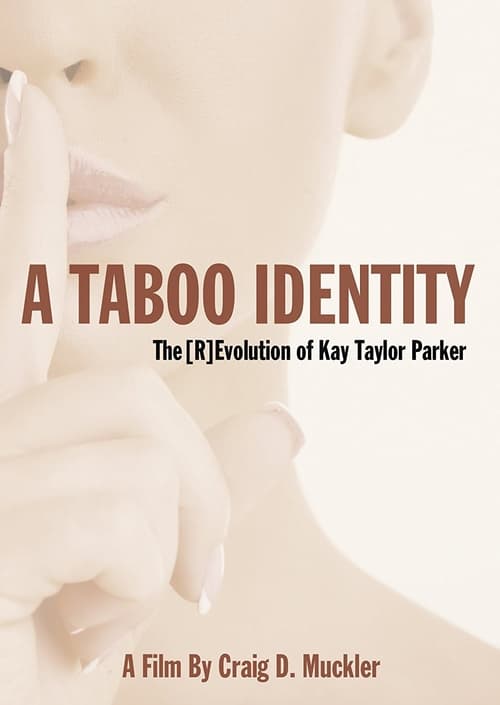 A TABOO IDENTITY
The [R]Evolution of Kay Taylor Parker
A Film By Craig D. Muckler